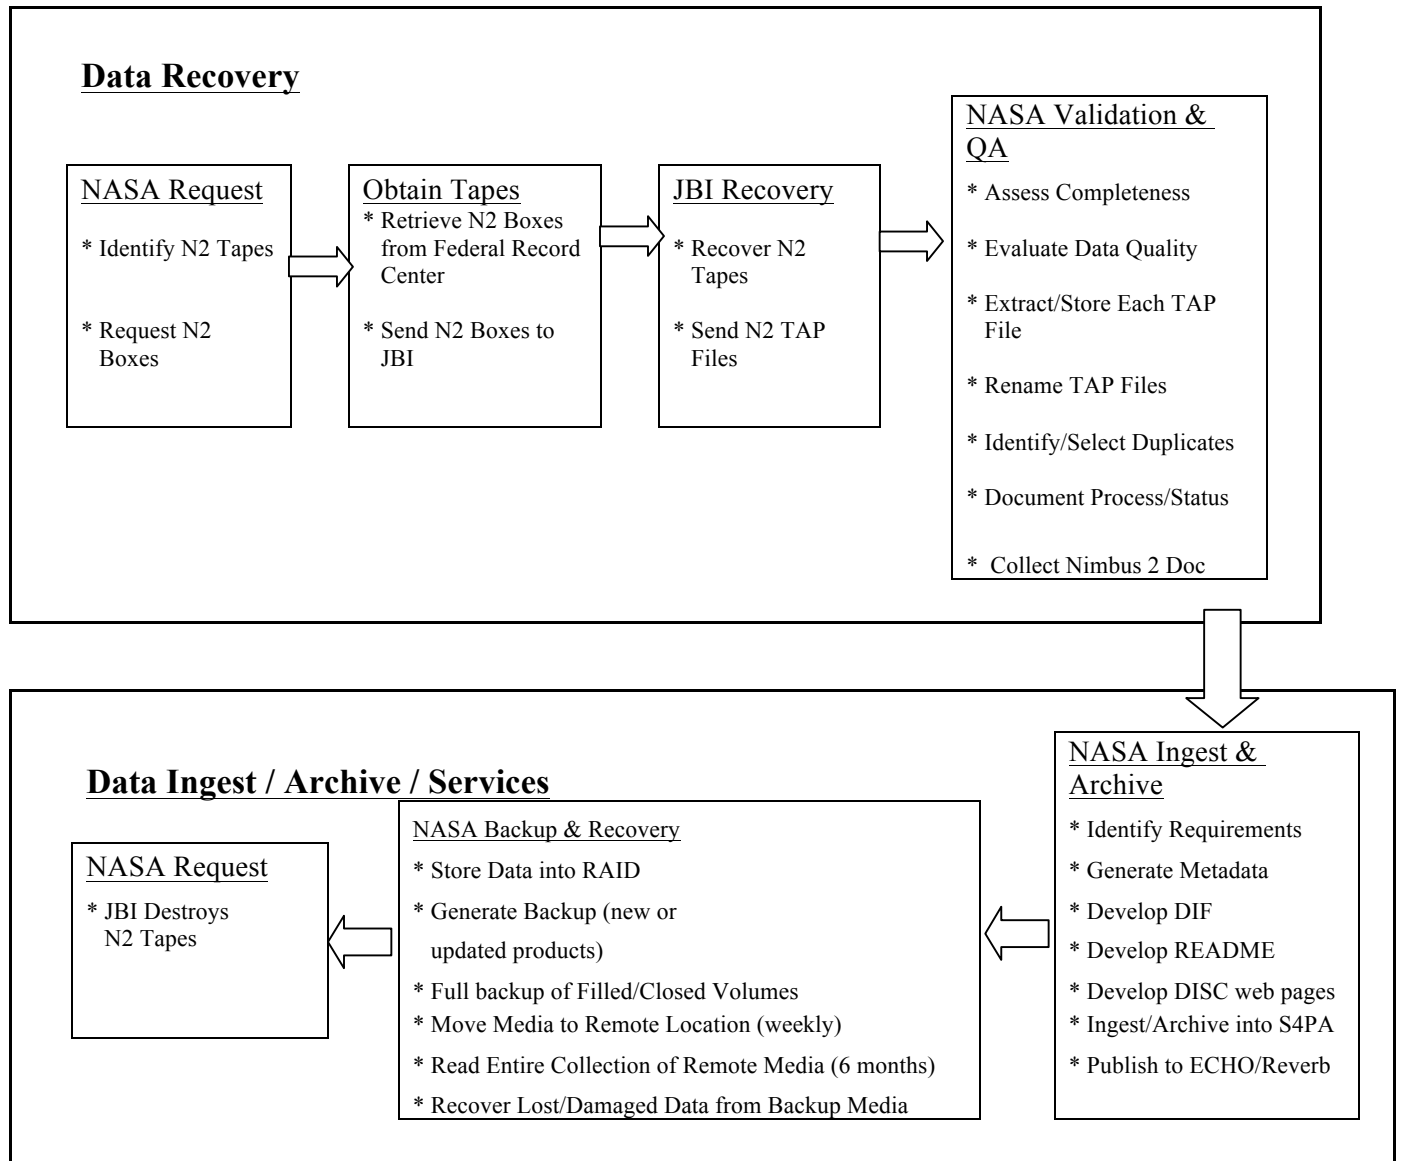 Data Recovery
NASA Request
* Identify N2 Tapes
* Request N2
Boxes
Obtain Tapes
* Retrieve N2 Boxes
from Federal Record
Center
* Send N2 Boxes to
JBI
JBI Recovery
* Recover N2
Tapes
* Send N2 TAP
Files
NASA Validation &
QA
* Assess Completeness
* Evaluate Data Quality
* Extract/Store Each TAP
File
* Rename TAP Files
* Identify/Select Duplicates
* Document Process/Status
* Collect Nimbus 2 Doc
Data Ingest / Archive / Services
NASA Ingest &
Archive
* Identify Requirements
* Generate Metadata
* Develop DIF
* Develop README
* Develop DISC web pages
* Ingest/Archive into S4PA
* Publish to ECHO/Reverb
NASA Backup & Recovery
* Store Data into RAID
* Generate Backup (new or
updated products)
* Full backup of Filled/Closed Volumes
* Move Media to Remote Location (weekly)
* Read Entire Collection of Remote Media (6 months)
* Recover Lost/Damaged Data from Backup Media
NASA Request
* JBI Destroys
N2 Tapes